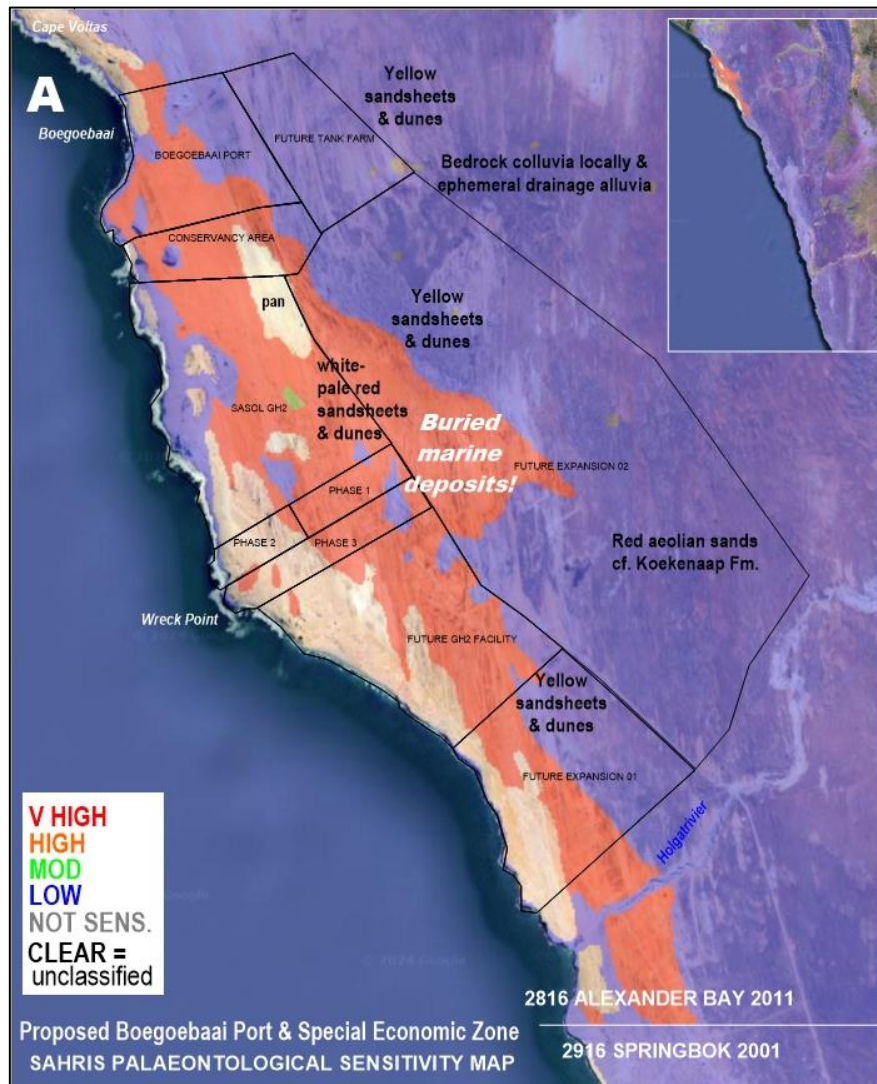 Cape Voltas
A
Yellow
sandsheets
& dunes
Boegoebaai
FUTURE TANK FARM
BOEGOEBAAI PORT
Bedrock colluvia locally &
ephemeral drainage alluvia
CONSERVANCY AREA
pan
Yellow
sandsheets
& dunes
white-
pale red
sandsheets
& dunes
SASOL GH2
Buried
marine
deposits!
FUTURE EXPANSION 02
PHASE 1
PHASE 2
PHASE 3
Red aeolian sands
cf. Koekenaap Fm.
Wreck Point
FUTURE GH2 FACILITY
Yellow
sandsheets
& dunes
FUTURE EXPANSION 01
Holgatrivier
V HIGH
HIGH
MOD
LOW
NOT SENS.
CLEAR =
unclassified
© 2024 Google
2816 ALEXANDER BAY 2011
2916 SPRINGBOK 2001
Proposed Boegoebaai Port & Special Economic Zone
SAHRIS PALAEONTOLOGICAL SENSITIVITY MAP